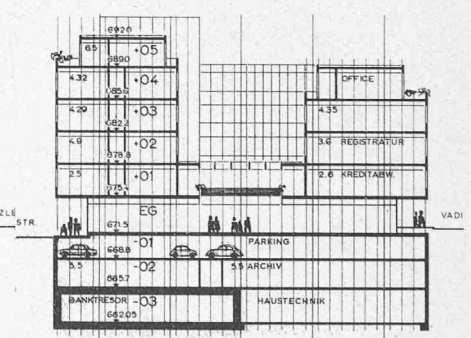 692.0
6.5 +05
689.0
4.32 +04 OFFICE
685.6
4.29 +03 4.35
682.2
4.9 +02 3.6 REGISTRATUR
678.8
2.5 +01 2.6 KREDITABW.
675.4
EG
ZLE STR. 671.5 VADI
-01 PARKING
668.8
5.5 -02 5.5 ARCHIV
665.7
BANKTRESOR -03 HAUSTECHNIK
662.05